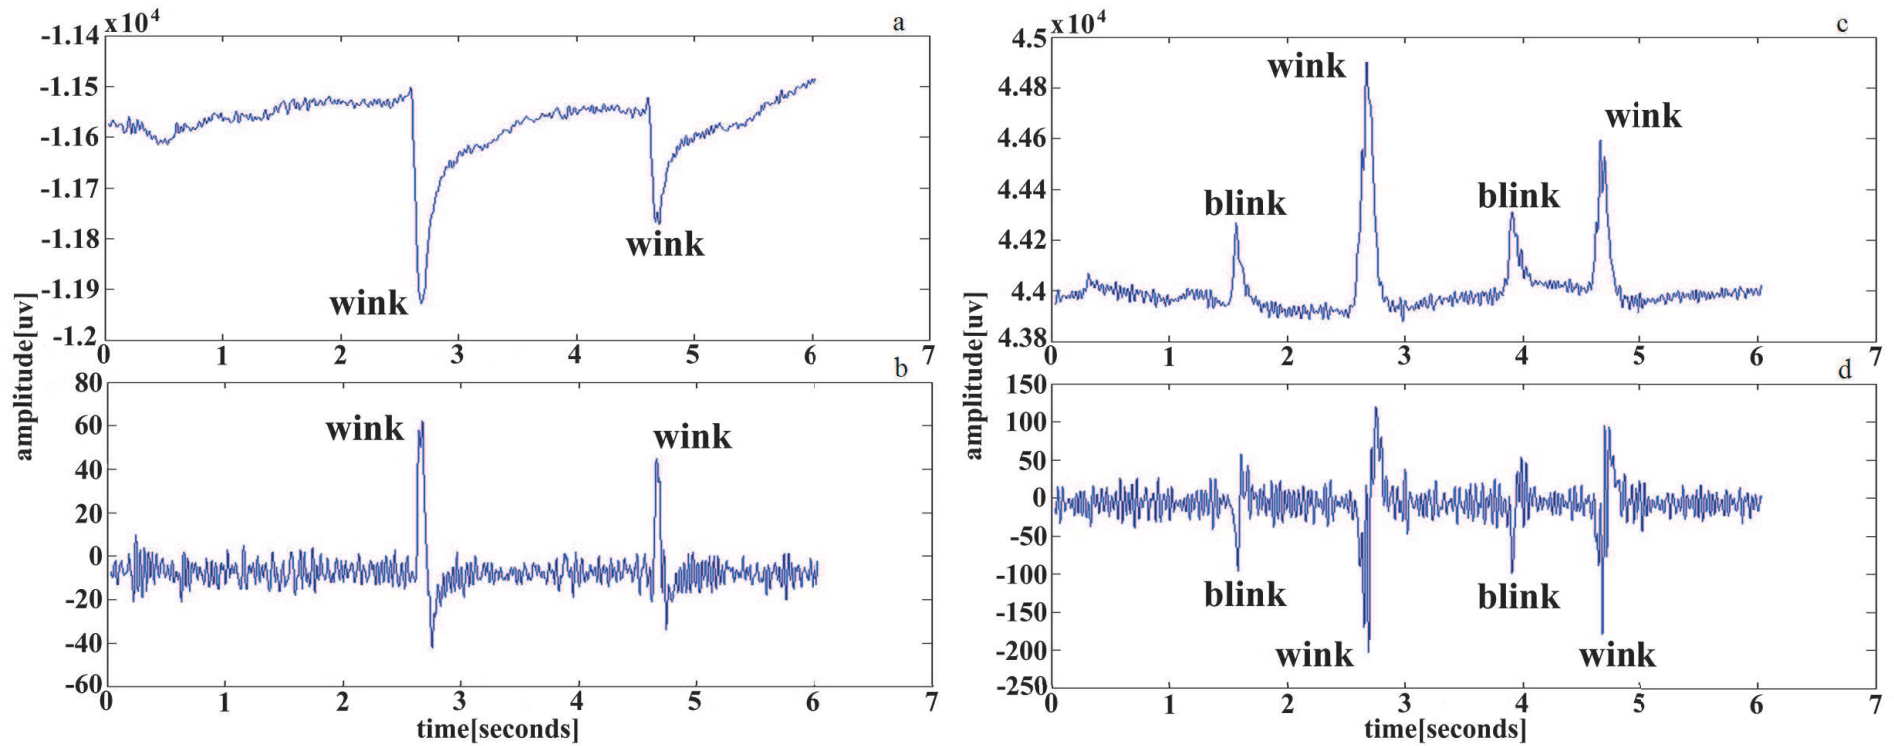 x10⁴
a
-1.14
-1.15
-1.16
-1.17
-1.18
-1.19
-1.2
wink
wink
0 1 2 3 4 5 6 7
amplitude[uv]
b
80
60
40
20
0
-20
-40
-60
wink
wink
0 1 2 3 4 5 6 7
time[seconds]
x10⁴
c
4.5
4.48
4.46
4.44
4.42
4.4
4.38
wink
wink
blink
blink
0 1 2 3 4 5 6 7
amplitude[uv]
d
150
100
50
0
-50
-100
-150
-200
-250
blink
blink
wink
wink
0 1 2 3 4 5 6 7
time[seconds]